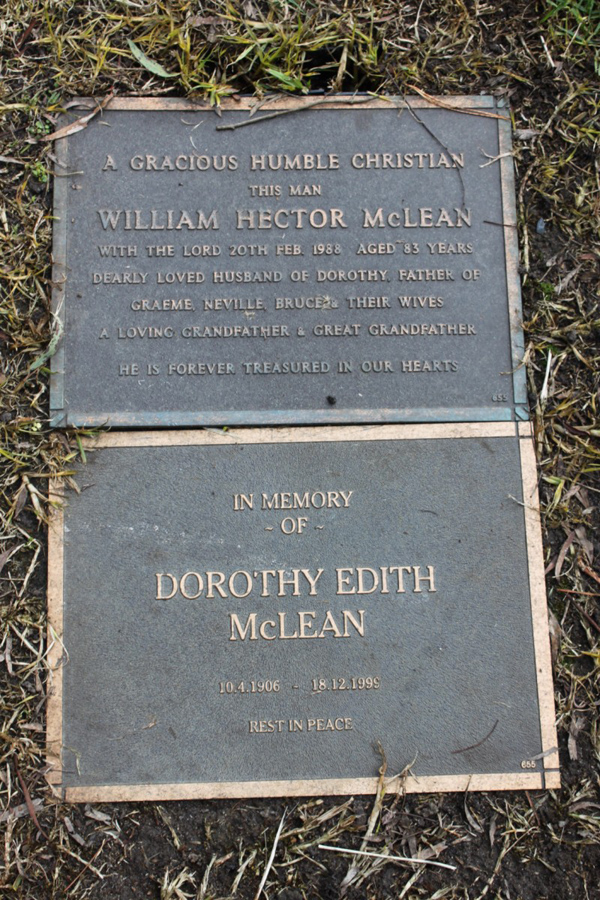 A GRACIOUS HUMBLE CHRISTIAN
THIS MAN
WILLIAM HECTOR McLEAN
WITH THE LORD 20TH FEB. 1988 AGED 83 YEARS
DEARLY LOVED HUSBAND OF DOROTHY, FATHER OF
GRAEME, NEVILLE, BRUCE & THEIR WIVES
A LOVING GRANDFATHER & GREAT GRANDFATHER
HE IS FOREVER TREASURED IN OUR HEARTS
655
IN MEMORY
~ OF ~
DOROTHY EDITH
McLEAN
10.4.1906 ~ 18.12.1999
REST IN PEACE
655